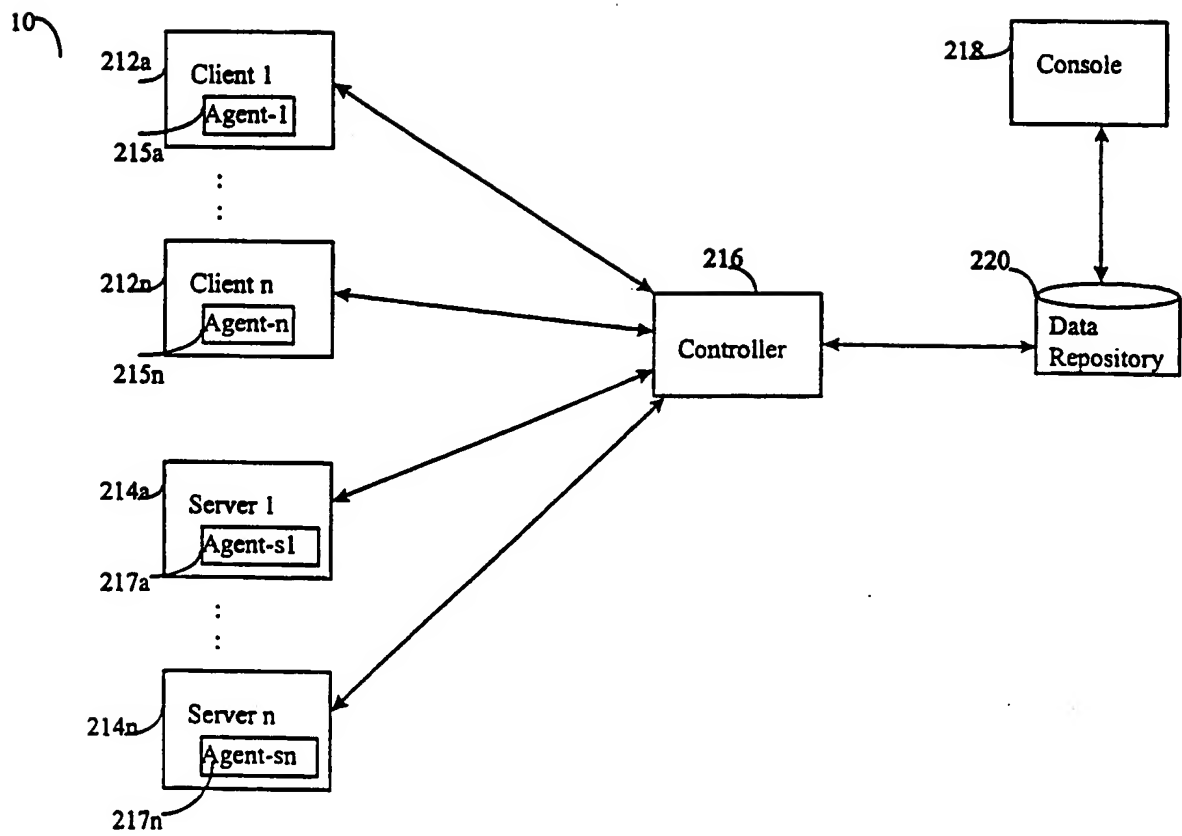 10
212a
Client 1
Agent-1
215a
212n
Client n
Agent-n
215n
214a
Server 1
Agent-s1
217a
214n
Server n
Agent-sn
217n
216
Controller
218
Console
220
Data
Repository